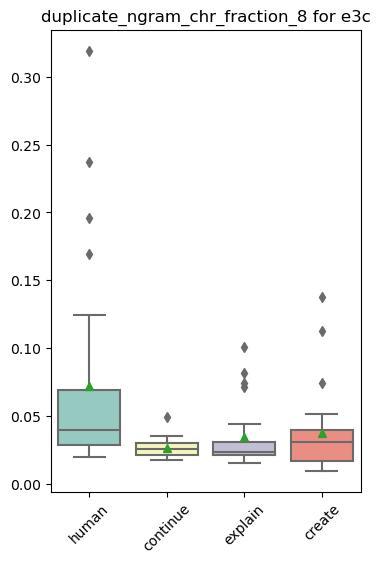 duplicate_ngram_chr_fraction_8 for e3c
0.30
0.25
0.20
0.15
0.10
0.05
0.00
human
continue
explain
create